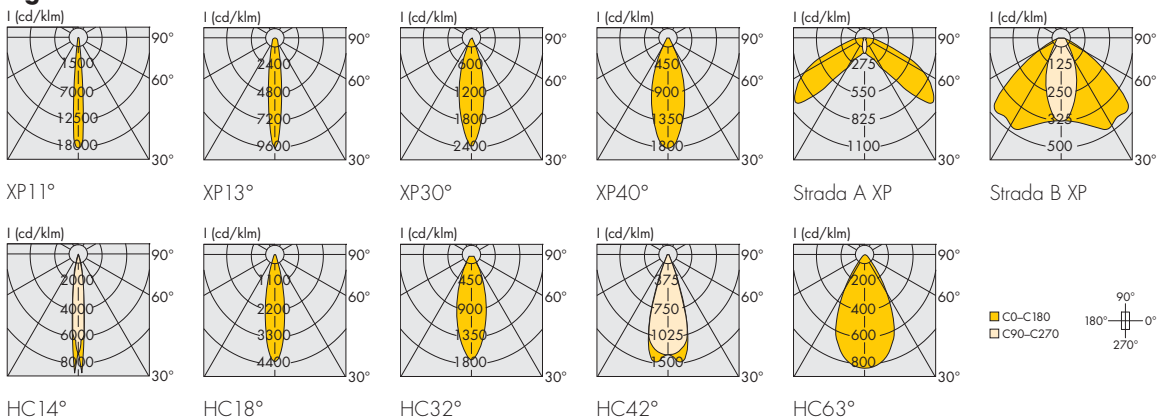 I (cd/klm) I (cd/klm) I (cd/klm) I (cd/klm) I (cd/klm) I (cd/klm)
90° 90° 90° 90° 90° 90°
1500 2400 600 450 275 125
60° 60° 60° 60° 60° 60°
7000 4800 1200 900 550 250
12500 7200 1800 1350 825 325
18000 9600 2400 1800 1100 500
30° 30° 30° 30° 30° 30°
XP11° XP13° XP30° XP40° Strada A XP Strada B XP
I (cd/klm) I (cd/klm) I (cd/klm) I (cd/klm) I (cd/klm)
90° 90° 90° 90° 90°
2000 1100 450 375 200
60° 60° 60° 60° 60°
4000 2200 900 750 400
6000 3300 1350 1025 600
8000 4400 1800 1500 800
30° 30° 30° 30° 30°
HC14° HC18° HC32° HC42° HC63°
C0–C180
C90–C270
90°
180° 0°
270°